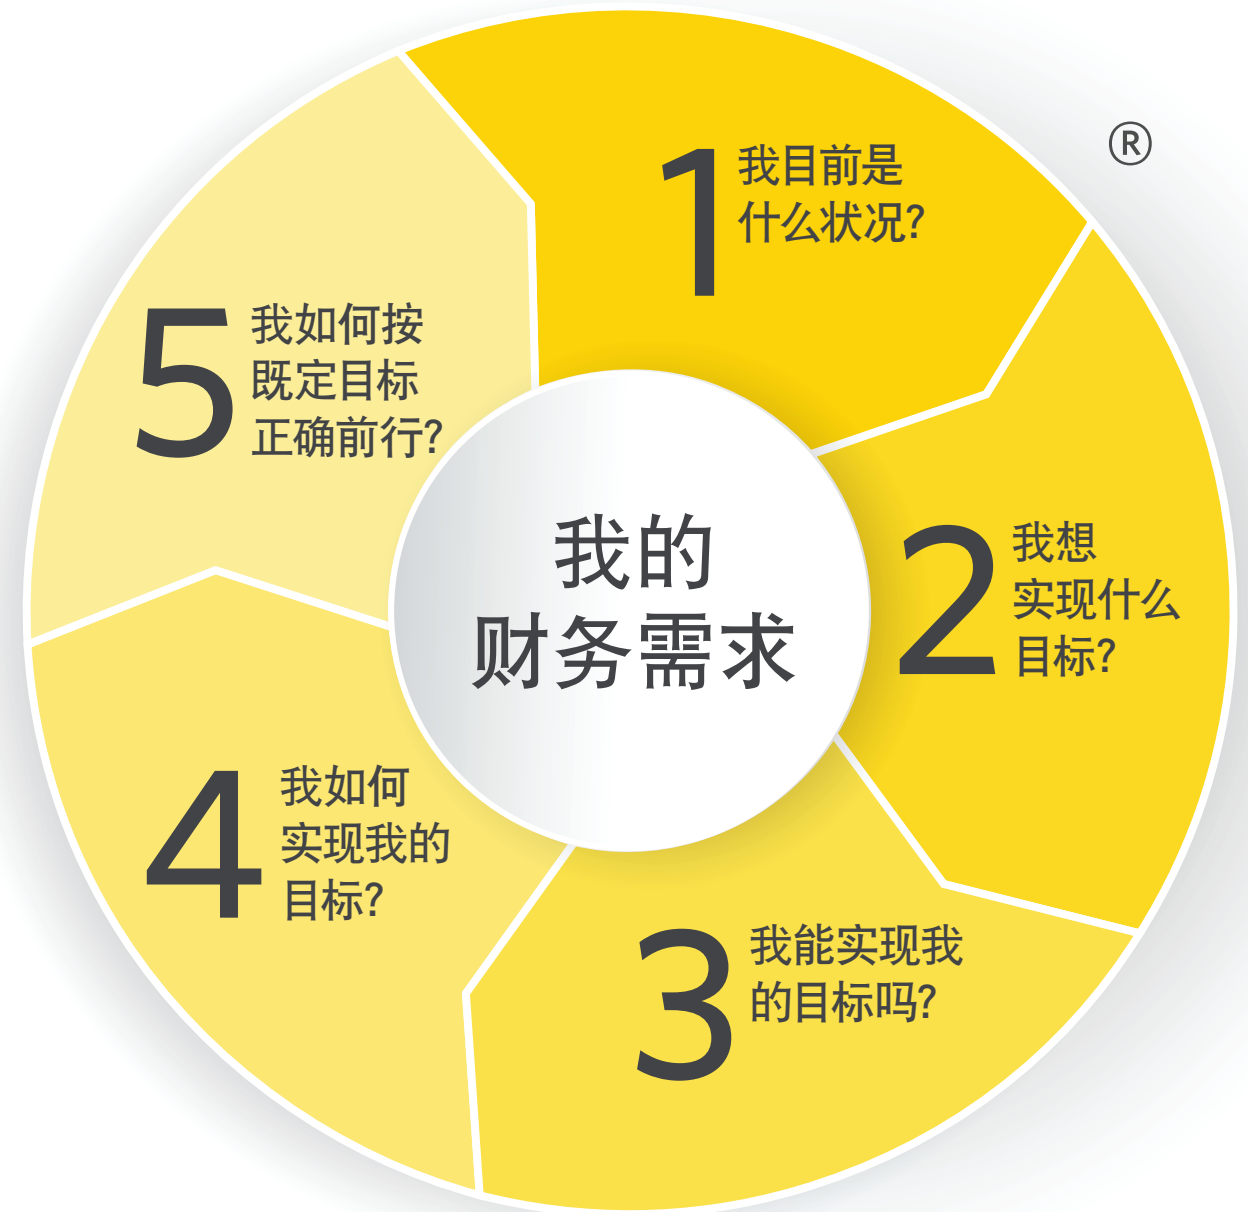 我的
财务需求
1
我目前是
什么状况？
®
2
我想
实现什么
目标？
3
我能实现我
的目标吗？
4
我如何
实现我的
目标？
5
我如何按
既定目标
正确前行？